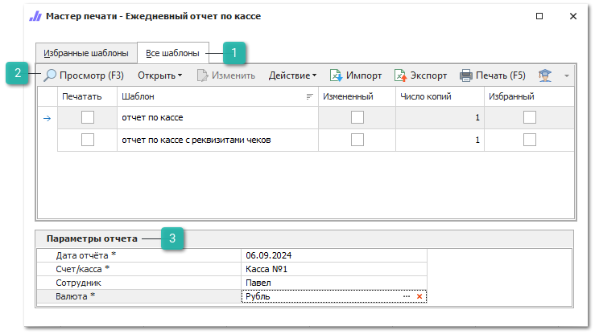 Мастер печати - Ежедневный отчет по кассе
Избранные шаблоны Все шаблоны 1
2 Просмотр (F3) Открыть Изменить Действие Импорт Экспорт Печать (F5)
Печатать Шаблон Измененный Число копий Избранный
отчет по кассе 1
отчет по кассе с реквизитами чеков 1
Параметры отчета 3
Дата отчёта * 06.09.2024
Счет/касса * Касса №1
Сотрудник Павел
Валюта * Рубль